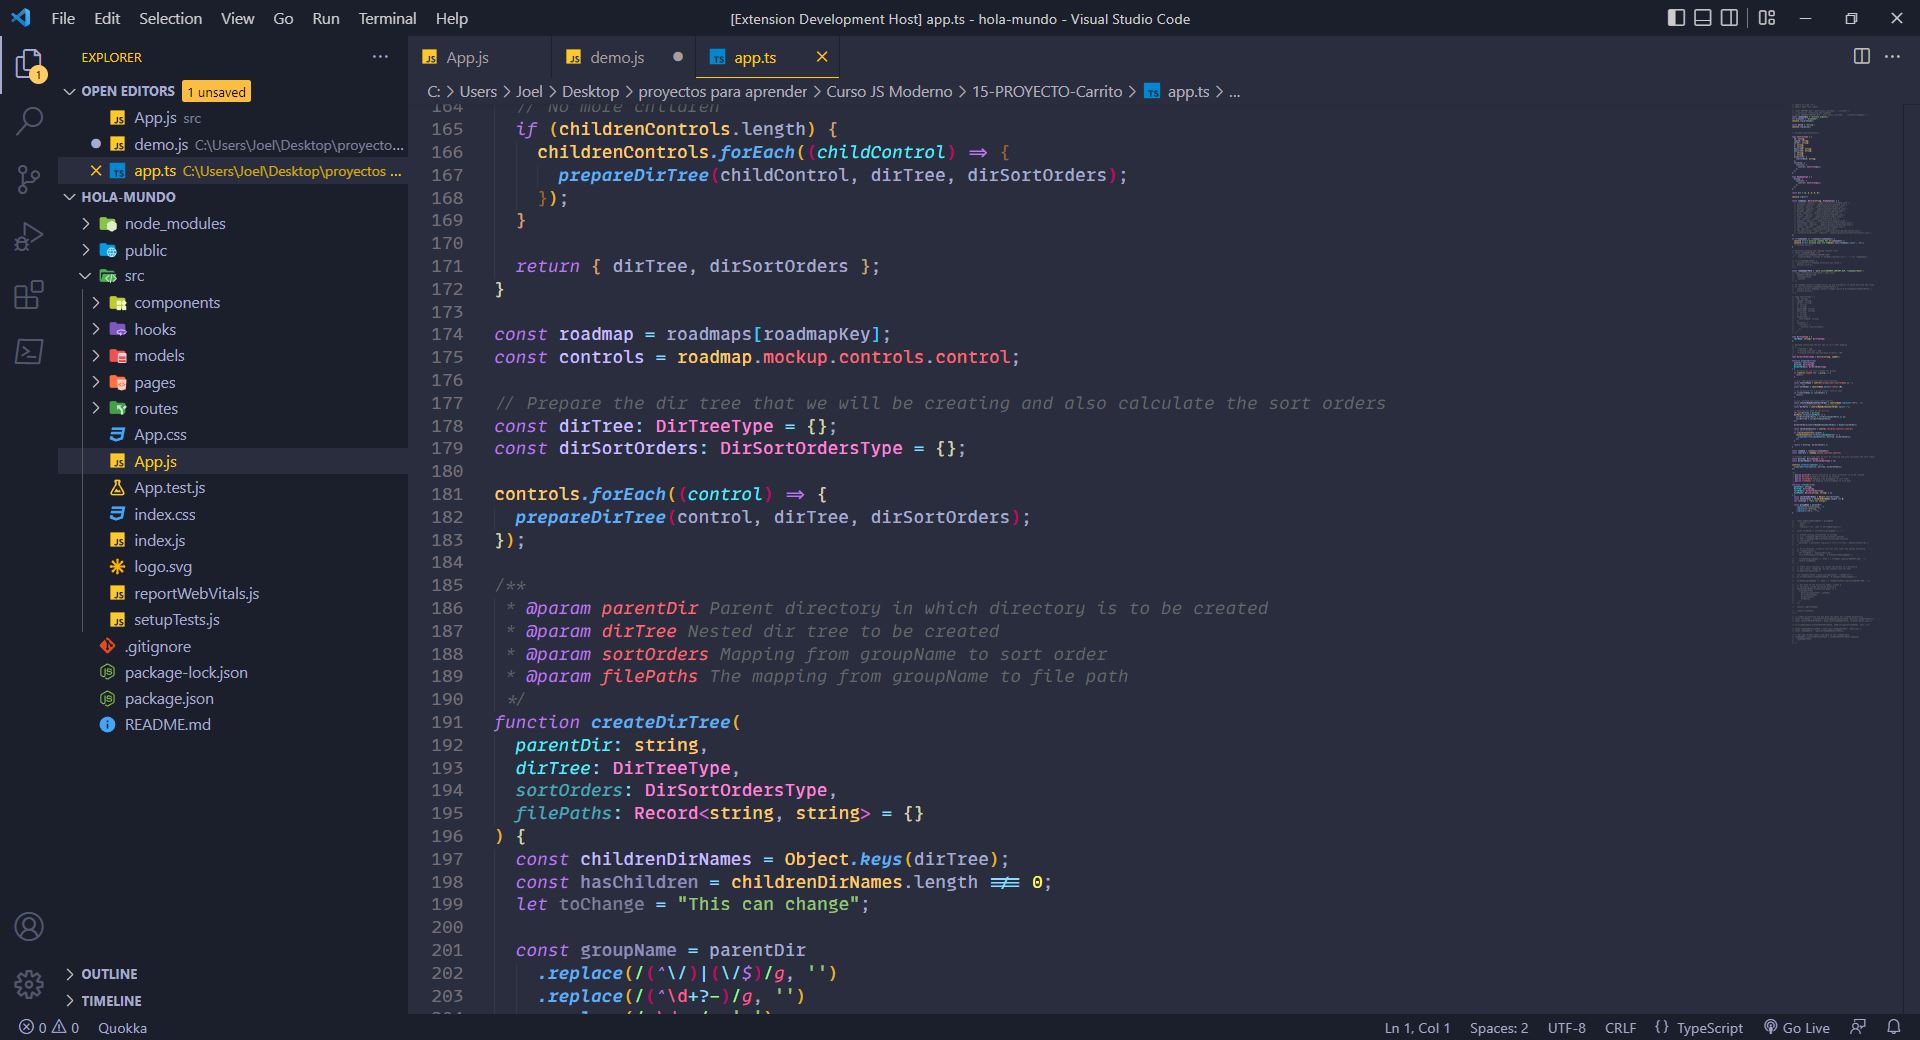 File Edit Selection View Go Run Terminal Help
[Extension Development Host] app.ts - hola-mundo - Visual Studio Code
EXPLORER
1
OPEN EDITORS 1 unsaved
App.js src
demo.js C:\Users\Joel\Desktop\proyecto...
app.ts C:\Users\Joel\Desktop\proyectos ...
HOLA-MUNDO
node_modules
public
src
components
hooks
models
pages
routes
App.css
App.js
App.test.js
index.css
index.js
logo.svg
reportWebVitals.js
setupTests.js
.gitignore
package-lock.json
package.json
README.md
OUTLINE
TIMELINE
App.js demo.js app.ts
C: > Users > Joel > Desktop > proyectos para aprender > Curso JS Moderno > 15-PROYECTO-Carrito > app.ts > ...
164 // No more children
165 if (childrenControls.length) {
166 childrenControls.forEach((childControl) => {
167 prepareDirTree(childControl, dirTree, dirSortOrders);
168 });
169 }
170
171 return { dirTree, dirSortOrders };
172 }
173
174 const roadmap = roadmaps[roadmapKey];
175 const controls = roadmap.mockup.controls.control;
176
177 // Prepare the dir tree that we will be creating and also calculate the sort orders
178 const dirTree: DirTreeType = {};
179 const dirSortOrders: DirSortOrdersType = {};
180
181 controls.forEach((control) => {
182 prepareDirTree(control, dirTree, dirSortOrders);
183 });
184
185 /**
186 * @param parentDir Parent directory in which directory is to be created
187 * @param dirTree Nested dir tree to be created
188 * @param sortOrders Mapping from groupName to sort order
189 * @param filePaths The mapping from groupName to file path
190 */
191 function createDirTree(
192 parentDir: string,
193 dirTree: DirTreeType,
194 sortOrders: DirSortOrdersType,
195 filePaths: Record<string, string> = {}
196 ) {
197 const childrenDirNames = Object.keys(dirTree);
198 const hasChildren = childrenDirNames.length !== 0;
199 let toChange = "This can change";
200
201 const groupName = parentDir
202 .replace(/(^\/)|(\/$)/g, '')
203 .replace(/(^\d+?-)/g, '')
0 0 Quokka
Ln 1, Col 1 Spaces: 2 UTF-8 CRLF {} TypeScript Go Live